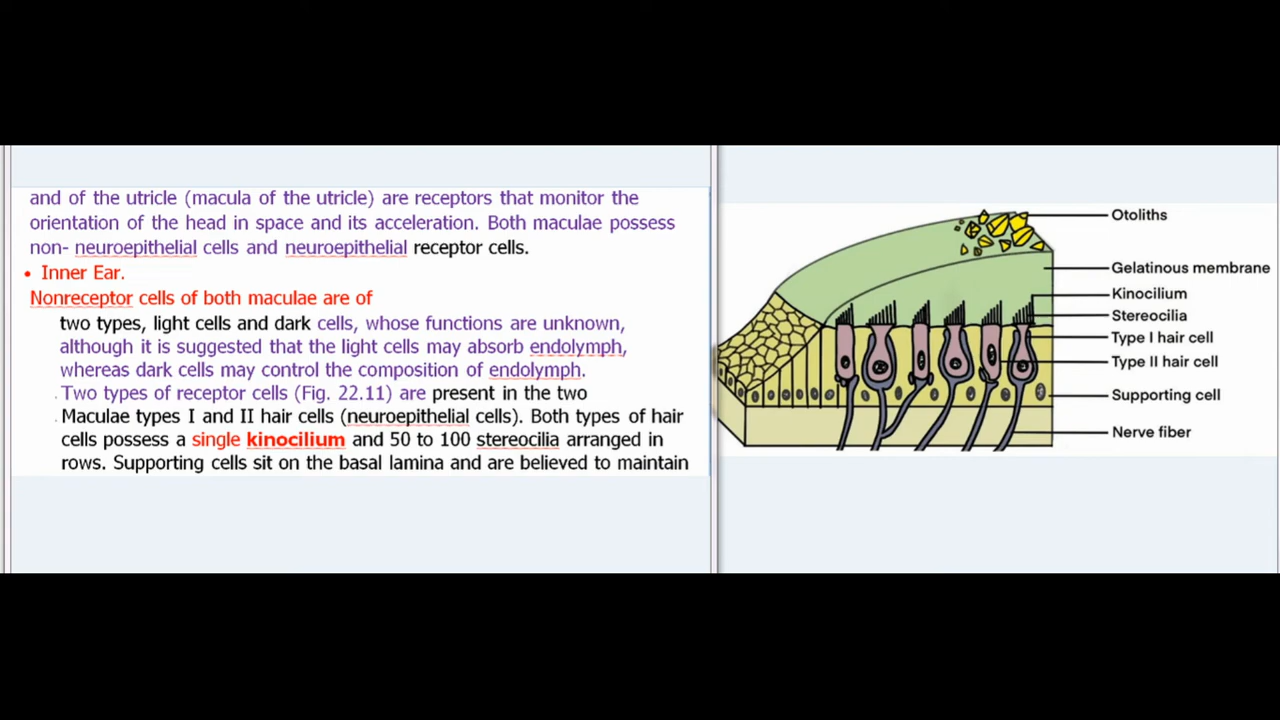 and of the utricle (macula of the utricle) are receptors that monitor the
orientation of the head in space and its acceleration. Both maculae possess
non- neuroepithelial cells and neuroepithelial receptor cells.
• Inner Ear.
Nonreceptor cells of both maculae are of
two types, light cells and dark cells, whose functions are unknown,
although it is suggested that the light cells may absorb endolymph,
whereas dark cells may control the composition of endolymph.
Two types of receptor cells (Fig. 22.11) are present in the two
Maculae types I and II hair cells (neuroepithelial cells). Both types of hair
cells possess a single kinocilium and 50 to 100 stereocilia arranged in
rows. Supporting cells sit on the basal lamina and are believed to maintain
Otoliths
Gelatinous membrane
Kinocilium
Stereocilia
Type I hair cell
Type II hair cell
Supporting cell
Nerve fiber